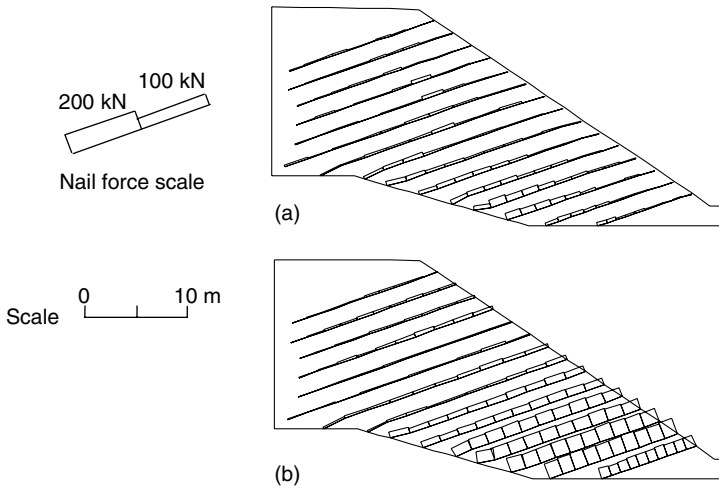 100 kN
200 kN
Nail force scale
(a)
0 10 m
Scale
(b)